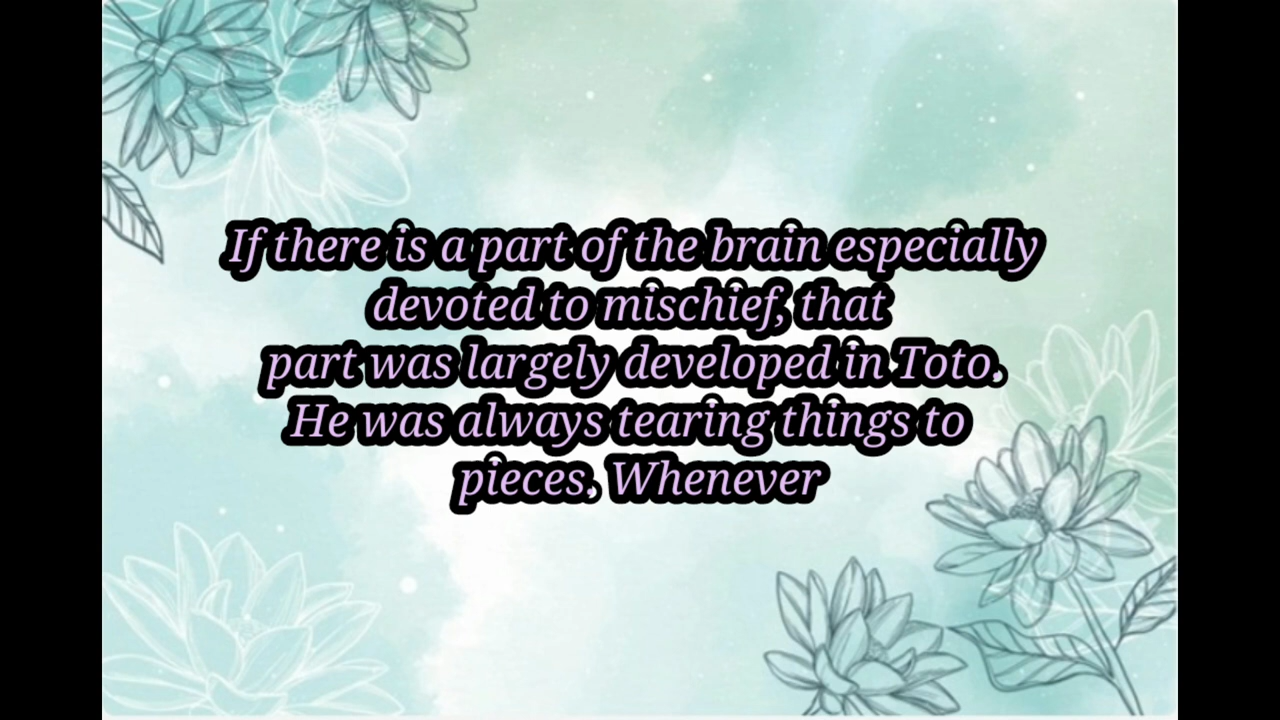 If there is a part of the brain especially
devoted to mischief, that
part was largely developed in Toto.
He was always tearing things to
pieces. Whenever